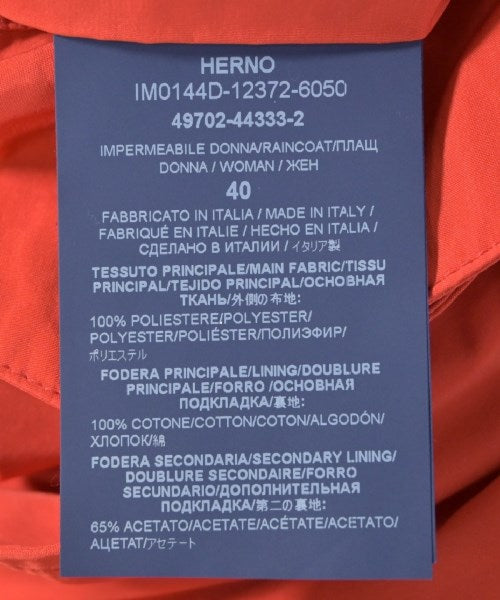 HERNO
IM0144D-12372-6050
49702-44333-2
IMPERMEABILE DONNA/RAINCOAT/ПЛАЩ
DONNA / WOMAN / ЖЕН
40
FABBRICATO IN ITALIA / MADE IN ITALY /
FABRIQUÉ EN ITALIE / HECHO EN ITALIA /
СДЕЛАНО В ИТАЛИИ / イタリア製
TESSUTO PRINCIPALE/MAIN FABRIC/TISSU
PRINCIPAL/TEJIDO PRINCIPAL/ОСНОВНАЯ
ТКАНЬ/外側の布地:
100% POLIESTERE/POLYESTER/
POLYESTER/POLIÉSTER/ПОЛИЭФИР/
ポリエステル
FODERA PRINCIPALE/LINING/DOUBLURE
PRINCIPALE/FORRO /ОСНОВНАЯ
ПОДКЛАДКА/裏地:
100% COTONE/COTTON/COTON/ALGODÓN/
ХЛОПОК/綿
FODERA SECONDARIA/SECONDARY LINING/
DOUBLURE SECONDAIRE/FORRO
SECUNDARIO/ДОПОЛНИТЕЛЬНАЯ
ПОДКЛАДКА/第二の裏地:
65% ACETATO/ACETATE/ACÉTATE/ACETATO/
АЦЕТАТ/アセテート